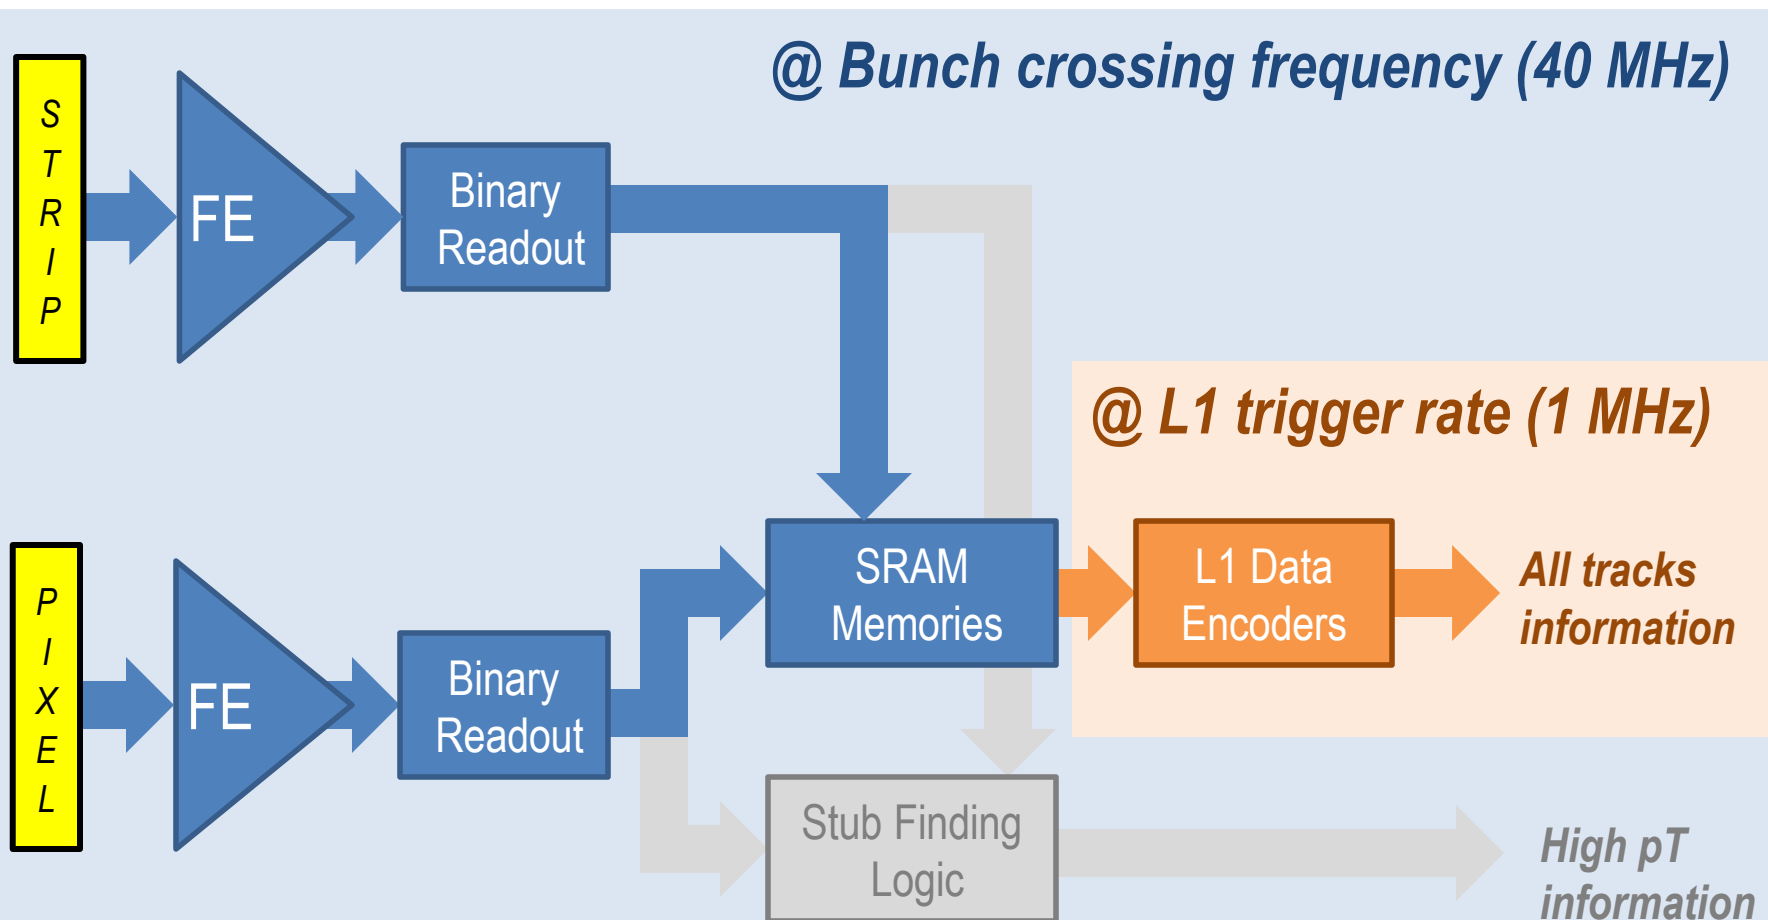 @ Bunch crossing frequency (40 MHz)
S
T
R
I
P
FE
Binary
Readout
@ L1 trigger rate (1 MHz)
P
I
X
E
L
FE
Binary
Readout
SRAM
Memories
L1 Data
Encoders
All tracks
information
Stub Finding
Logic
High pT
information